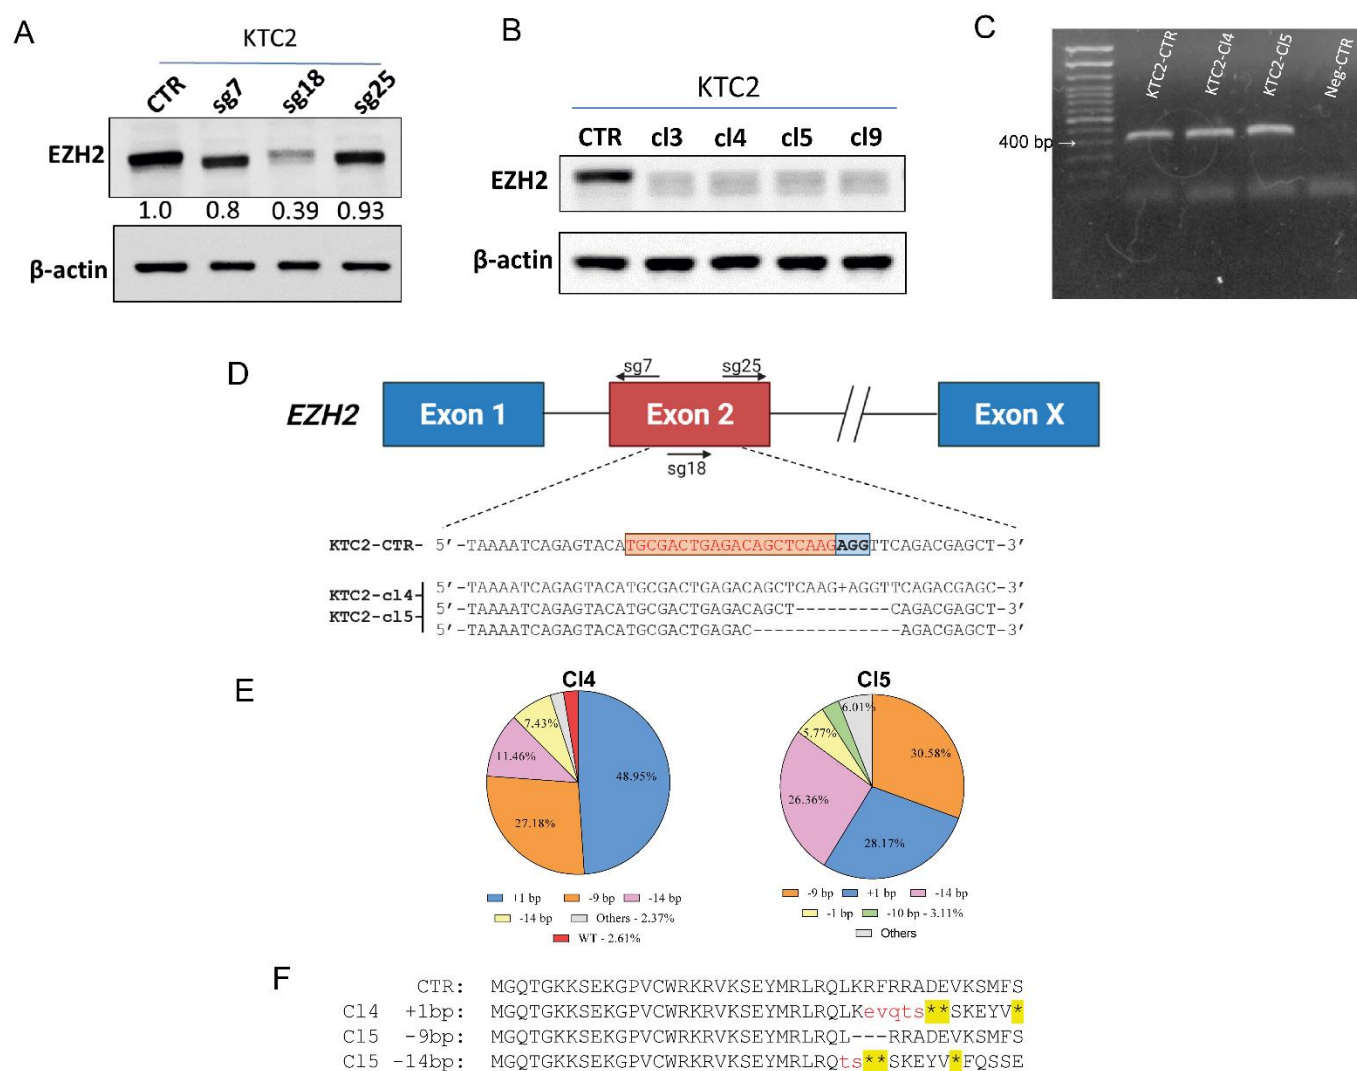 A
KTC2
CTR sg7 sg18 sg25
EZH2
1.0 0.8 0.39 0.93
β-actin
B
KTC2
CTR cl3 cl4 cl5 cl9
EZH2
β-actin
C
KTC2-CTR KTC2-Cl4 KTC2-Cl5 Neg-CTR
400 bp →
D
sg7 sg25
EZH2 Exon 1 Exon 2 Exon X
sg18
KTC2-CTR- 5’-TAAAATCAGAGTACATGCGACTGAGACAGCTCAAGAGGTTCAGACGAGCT-3’
KTC2-cl4- 5’-TAAAATCAGAGTACATGCGACTGAGACAGCTCAAG+AGGTTCAGACGAGC-3’
KTC2-cl5- 5’-TAAAATCAGAGTACATGCGACTGAGACAGCT---------CAGACGAGCT-3’
5’-TAAAATCAGAGTACATGCGACTGAGAC--------------AGACGAGCT-3’
E
Cl4
7.43%
11.46%
48.95%
27.18%
+1 bp -9 bp -14 bp
-14 bp Others - 2.37%
WT - 2.61%
Cl5
6.01%
5.77%
30.58%
26.36%
28.17%
-9 bp +1 bp -14 bp
-1 bp -10 bp - 3.11%
Others
F
CTR: MGQTGKKSEKGPVCWRKRVKSEYMRLRQLKRFRRADEVKSMFS
Cl4 +1bp: MGQTGKKSEKGPVCWRKRVKSEYMRLRQLKevqts**SKEYV*
Cl5 -9bp: MGQTGKKSEKGPVCWRKRVKSEYMRLRQL---RRADEVKSMFS
Cl5 -14bp: MGQTGKKSEKGPVCWRKRVKSEYMRLRQts**SKEYV*FQSSE